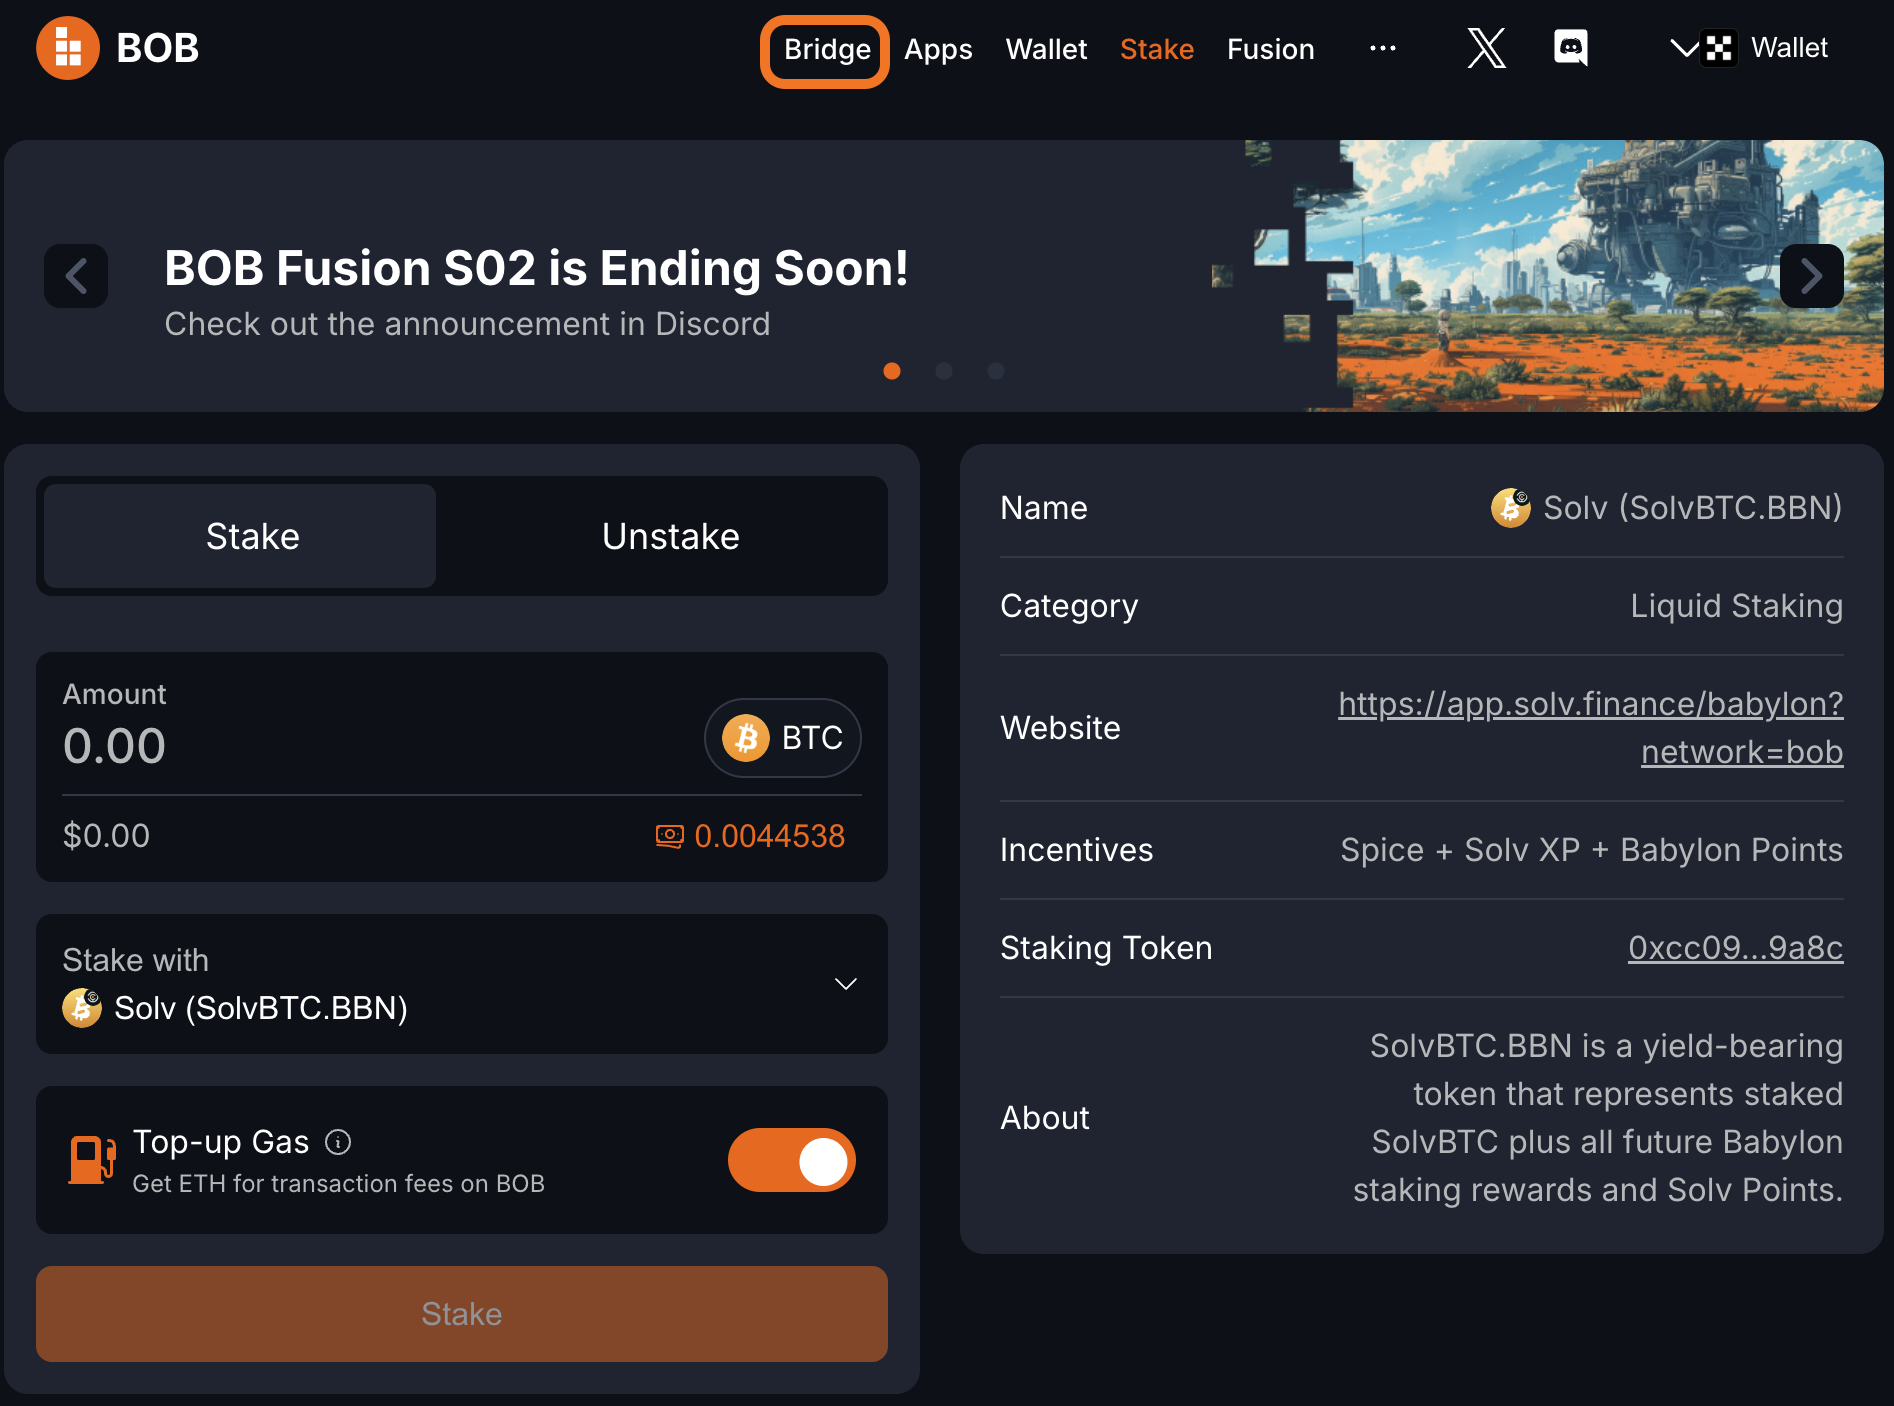 BOB
Bridge Apps Wallet Stake Fusion ... Wallet
BOB Fusion S02 is Ending Soon!
Check out the announcement in Discord
Stake Unstake
Amount
0.00
BTC
$0.00
0.0044538
Stake with
Solv (SolvBTC.BBN)
Top-up Gas
Get ETH for transaction fees on BOB
Stake
Name
Solv (SolvBTC.BBN)
Category
Liquid Staking
Website
https://app.solv.finance/babylon?
network=bob
Incentives
Spice + Solv XP + Babylon Points
Staking Token
0xcc09...9a8c
About
SolvBTC.BBN is a yield-bearing
token that represents staked
SolvBTC plus all future Babylon
staking rewards and Solv Points.